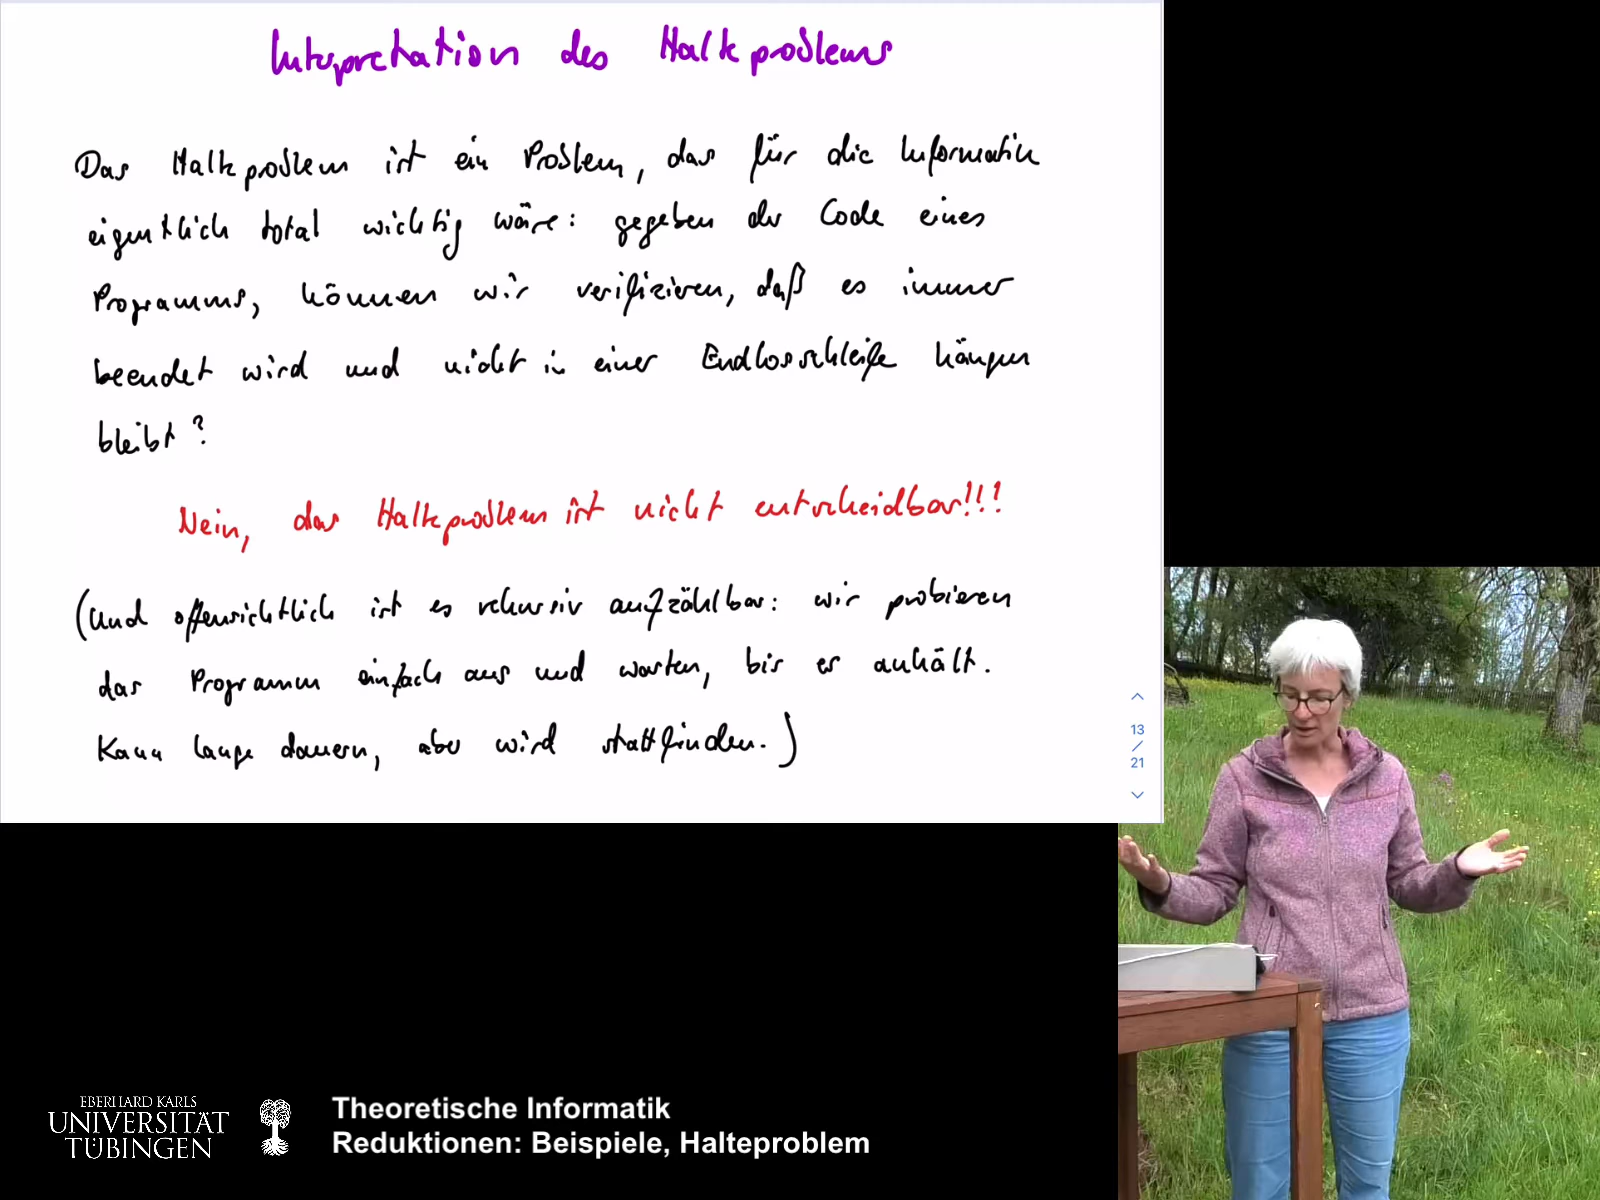 Interpretation des Halteproblems
Das Halteproblem ist ein Problem, das für die Informatik
eigentlich total wichtig wäre: gegeben der Code eines
Programms, können wir verifizieren, daß es immer
beendet wird und nicht in einer Endlosschleife hängen
bleibt?
Nein, das Halteproblem ist nicht entscheidbar!!!
(Und offensichtlich ist es rekursiv aufzählbar: wir probieren
das Programm einfach aus und warten, bis es anhält.
Kann lange dauern, aber wird stattfinden.)
13
/
21
EBERHARD KARLS
UNIVERSITÄT
TÜBINGEN
Theoretische Informatik
Reduktionen: Beispiele, Halteproblem